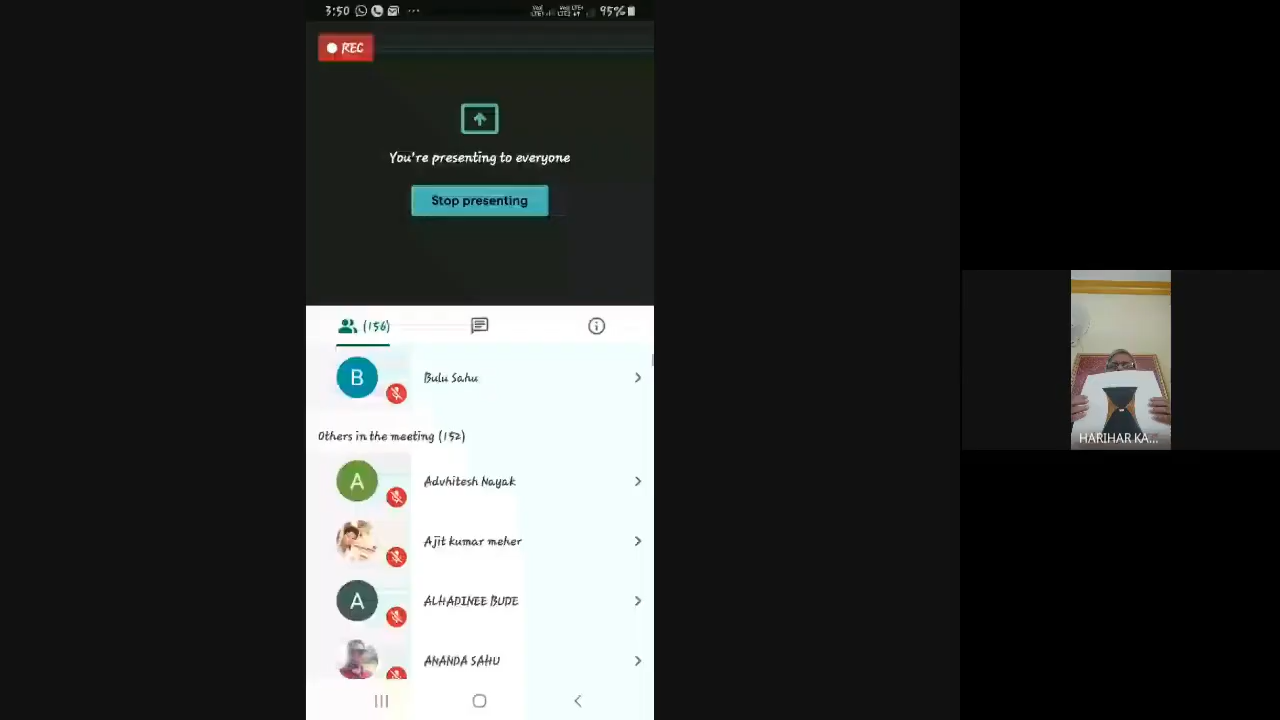 3:50 ... 95%
REC
You're presenting to everyone
Stop presenting
(156)
B Bulu Sahu
Others in the meeting (152)
A Advhitesh Nayak
Ajit kumar meher
A ALHADINEE BUDE
ANANDA SAHU
HARIHAR KA...